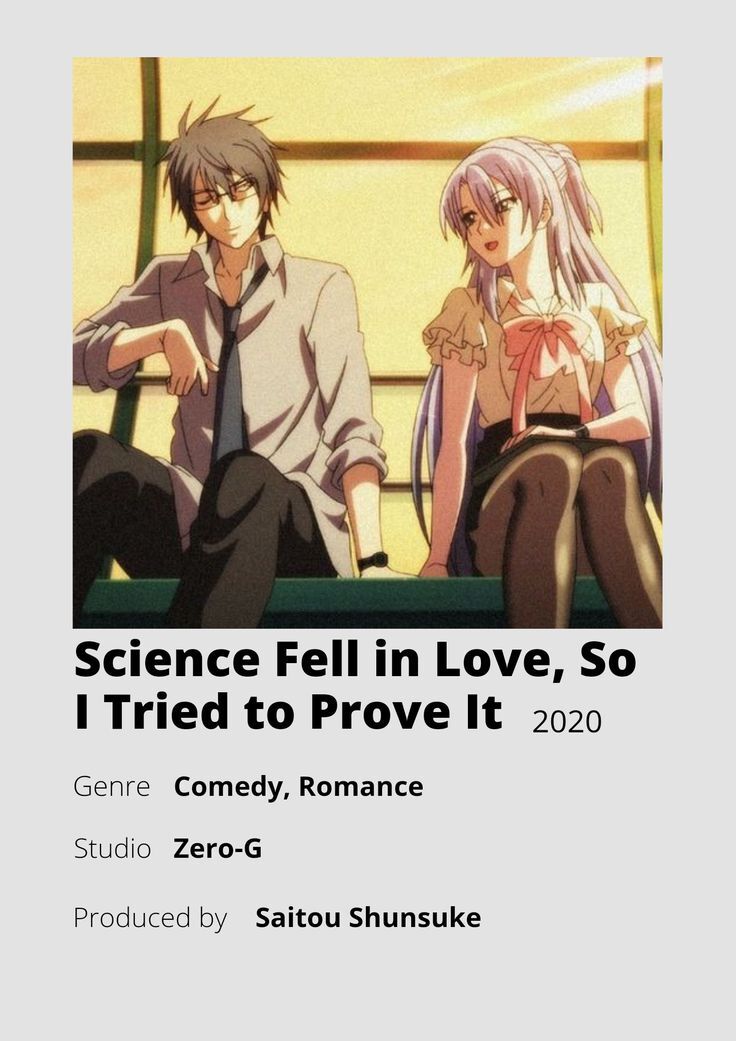 Science Fell in Love, So
I Tried to Prove It 2020
Genre Comedy, Romance
Studio Zero-G
Produced by Saitou Shunsuke